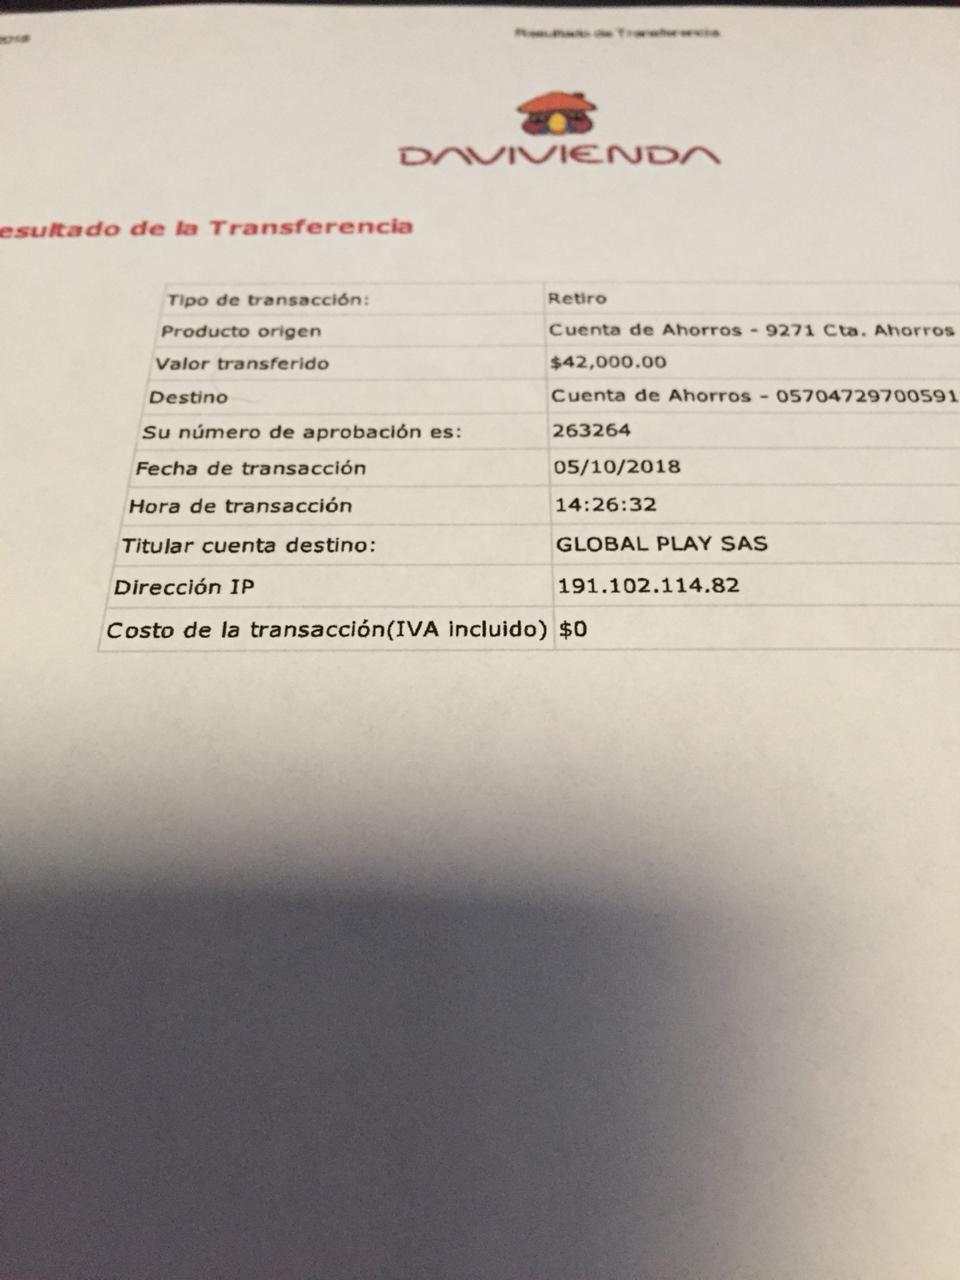 2018 Resultado de Transferencia
DAVIVIENDA
esultado de la Transferencia
Tipo de transacción: Retiro
Producto origen Cuenta de Ahorros - 9271 Cta. Ahorros
Valor transferido $42,000.00
Destino Cuenta de Ahorros - 05704729700591
Su número de aprobación es: 263264
Fecha de transacción 05/10/2018
Hora de transacción 14:26:32
Titular cuenta destino: GLOBAL PLAY SAS
Dirección IP 191.102.114.82
Costo de la transacción(IVA incluido) $0